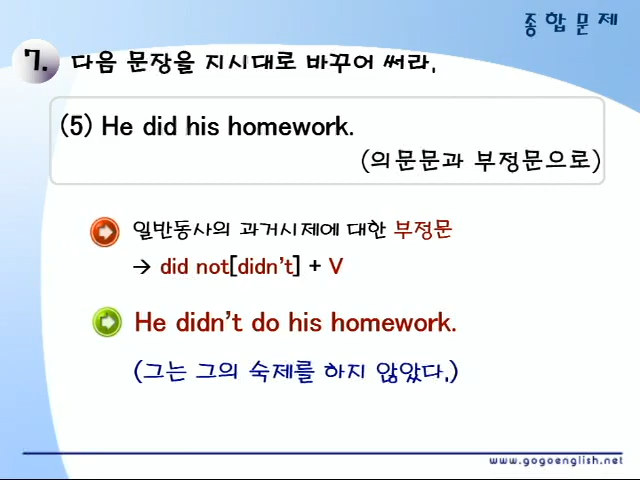 종합문제
7. 다음 문장을 지시대로 바꾸어 써라.
(5) He did his homework.
(의문문과 부정문으로)
일반동사의 과거시제에 대한 부정문
→ did not[didn't] + V
He didn't do his homework.
(그는 그의 숙제를 하지 않았다.)
www.gogoenglish.net